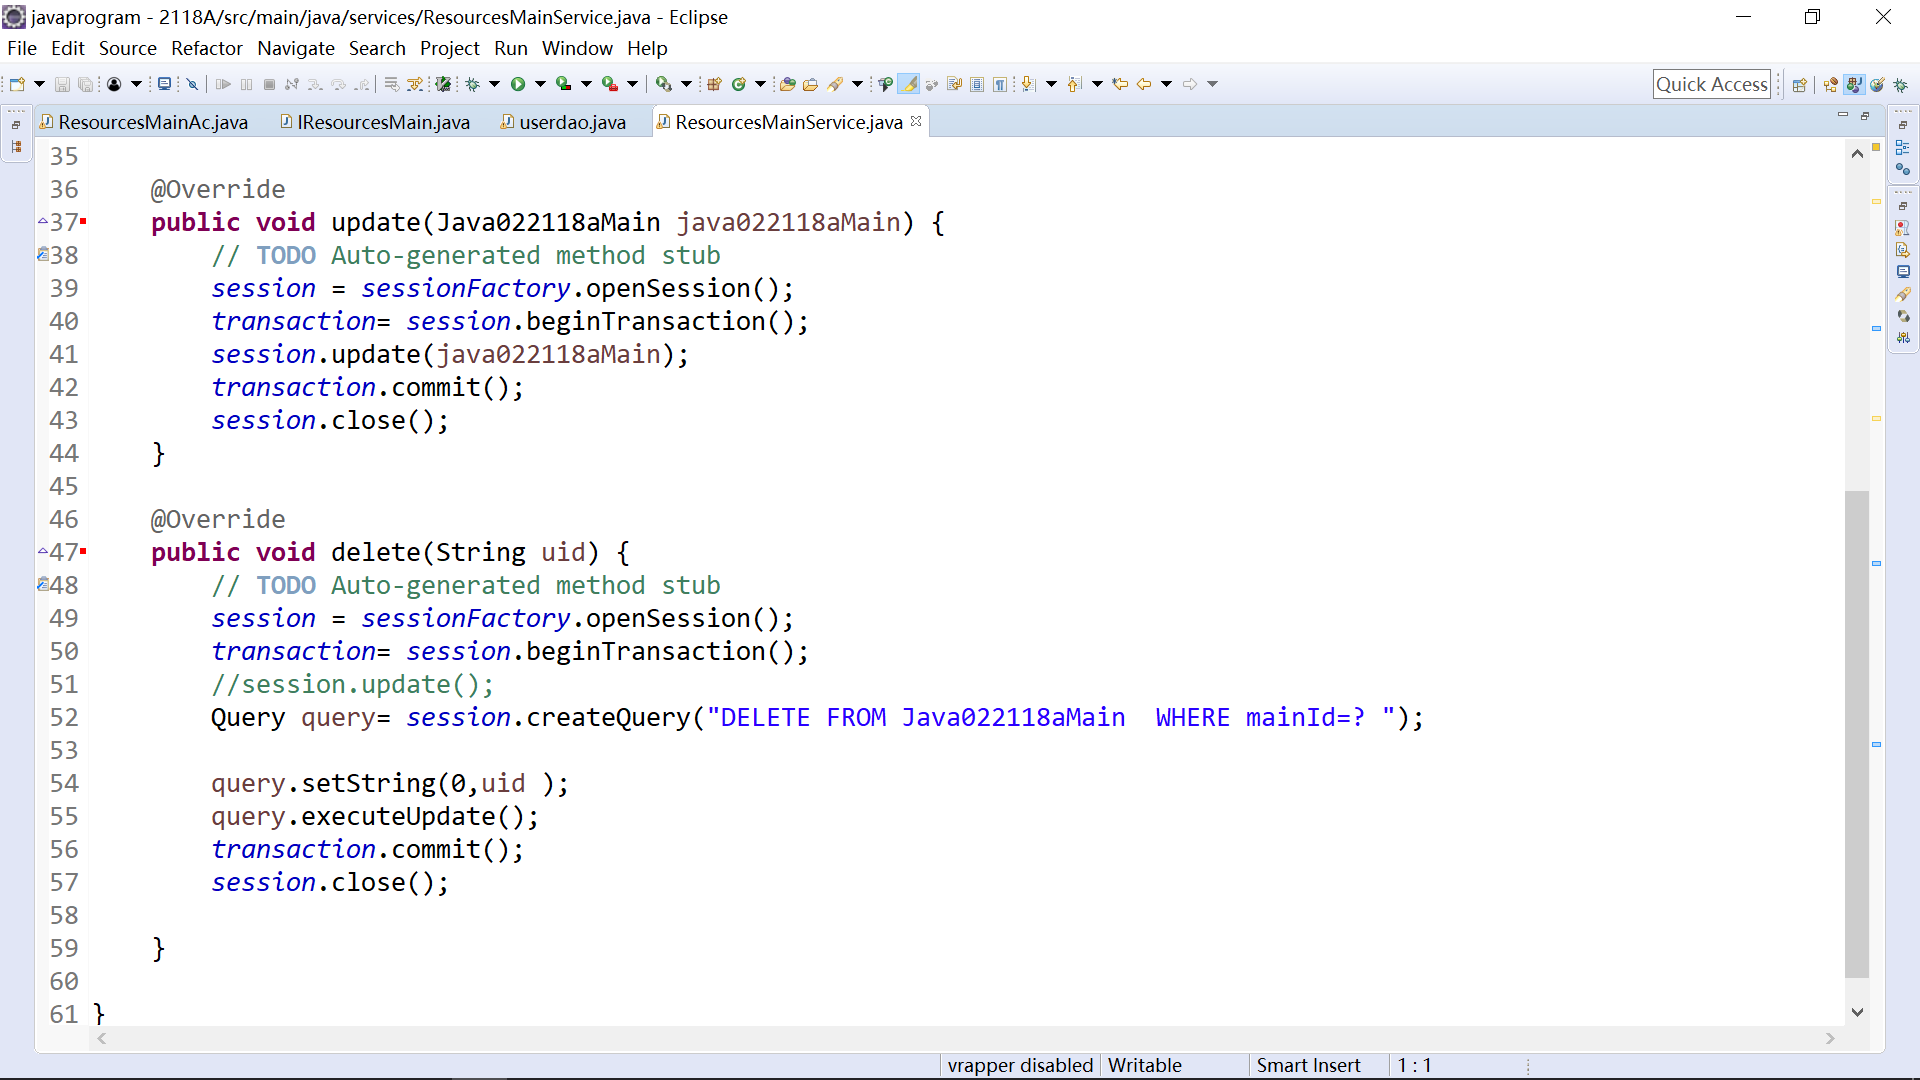 javaprogram - 2118A/src/main/java/services/ResourcesMainService.java - Eclipse
File Edit Source Refactor Navigate Search Project Run Window Help
Quick Access
ResourcesMainAc.java IResourcesMain.java userdao.java ResourcesMainService.java
35
36     @Override
37     public void update(Java022118aMain java022118aMain) {
38         // TODO Auto-generated method stub
39         session = sessionFactory.openSession();
40         transaction= session.beginTransaction();
41         session.update(java022118aMain);
42         transaction.commit();
43         session.close();
44     }
45
46     @Override
47     public void delete(String uid) {
48         // TODO Auto-generated method stub
49         session = sessionFactory.openSession();
50         transaction= session.beginTransaction();
51         //session.update();
52         Query query= session.createQuery("DELETE FROM Java022118aMain  WHERE mainId=? ");
53
54         query.setString(0,uid );
55         query.executeUpdate();
56         transaction.commit();
57         session.close();
58
59     }
60
61 }
vrapper disabled Writable Smart Insert 1 : 1